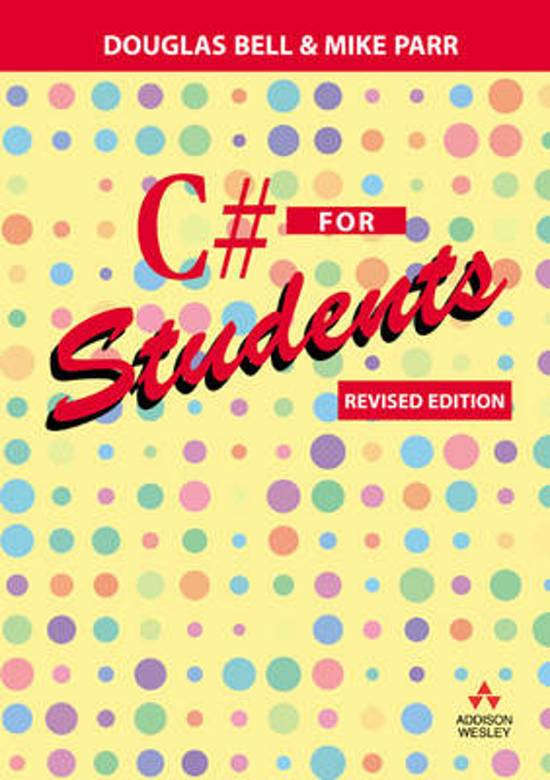 DOUGLAS BELL & MIKE PARR
C# FOR
Students
REVISED EDITION
ADDISON
WESLEY